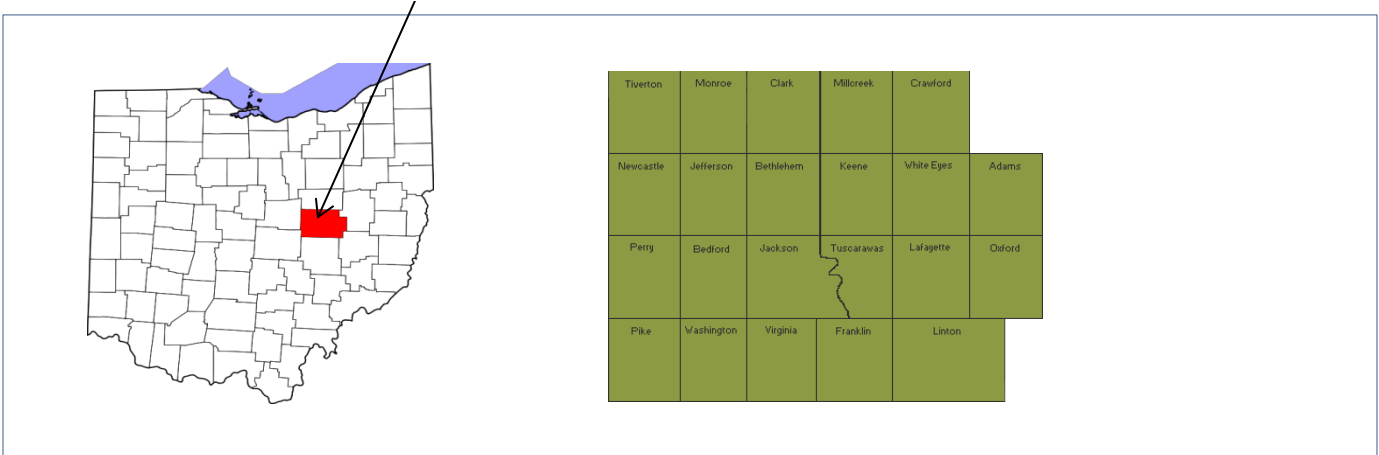 Tiverton Monroe Clark Millcreek Crawford
Newcastle Jefferson Bethlehem Keene White Eyes Adams
Perry Bedford Jackson Tuscarawas Lafayette Oxford
Pike Washington Virginia Franklin Linton